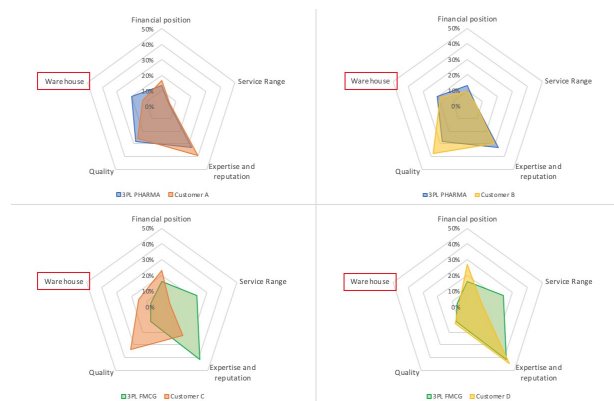 Financial position
50%
40%
30%
20%
10%
0%
Warehouse
Service Range
Quality
Expertise and
reputation
3PL PHARMA
Customer A
Financial position
50%
40%
30%
20%
10%
0%
Warehouse
Service Range
Quality
Expertise and
reputation
3PL PHARMA
Customer B
Financial position
50%
40%
30%
20%
10%
0%
Warehouse
Service Range
Quality
Expertise and
reputation
3PL FMCG
Customer C
Financial position
50%
40%
30%
20%
10%
0%
Warehouse
Service Range
Quality
Expertise and
reputation
3PL FMCG
Customer D